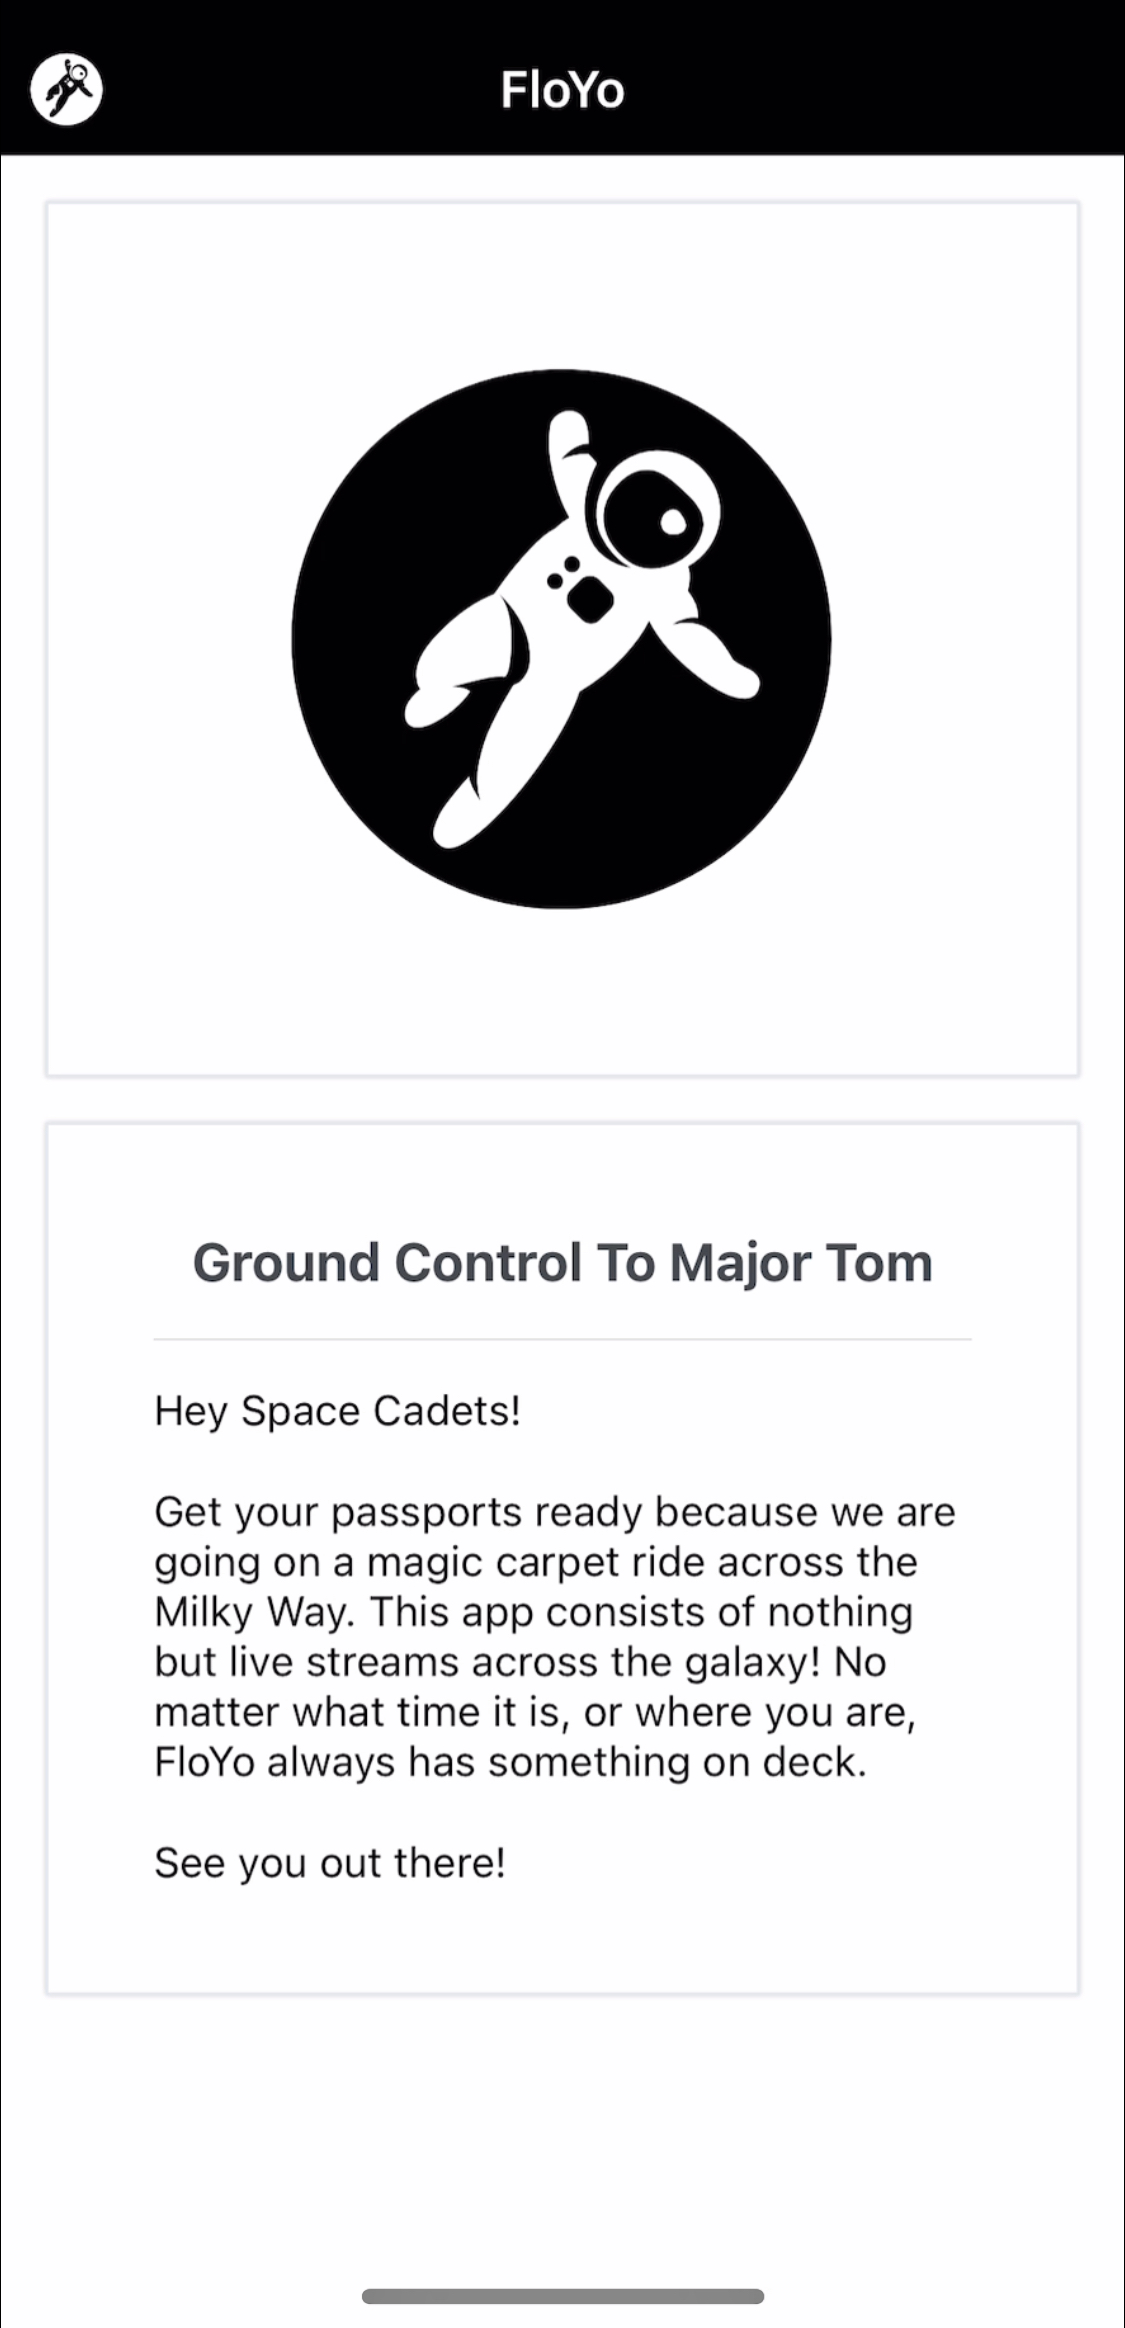 FloYo
Ground Control To Major Tom
Hey Space Cadets!
Get your passports ready because we are
going on a magic carpet ride across the
Milky Way. This app consists of nothing
but live streams across the galaxy! No
matter what time it is, or where you are,
FloYo always has something on deck.
See you out there!